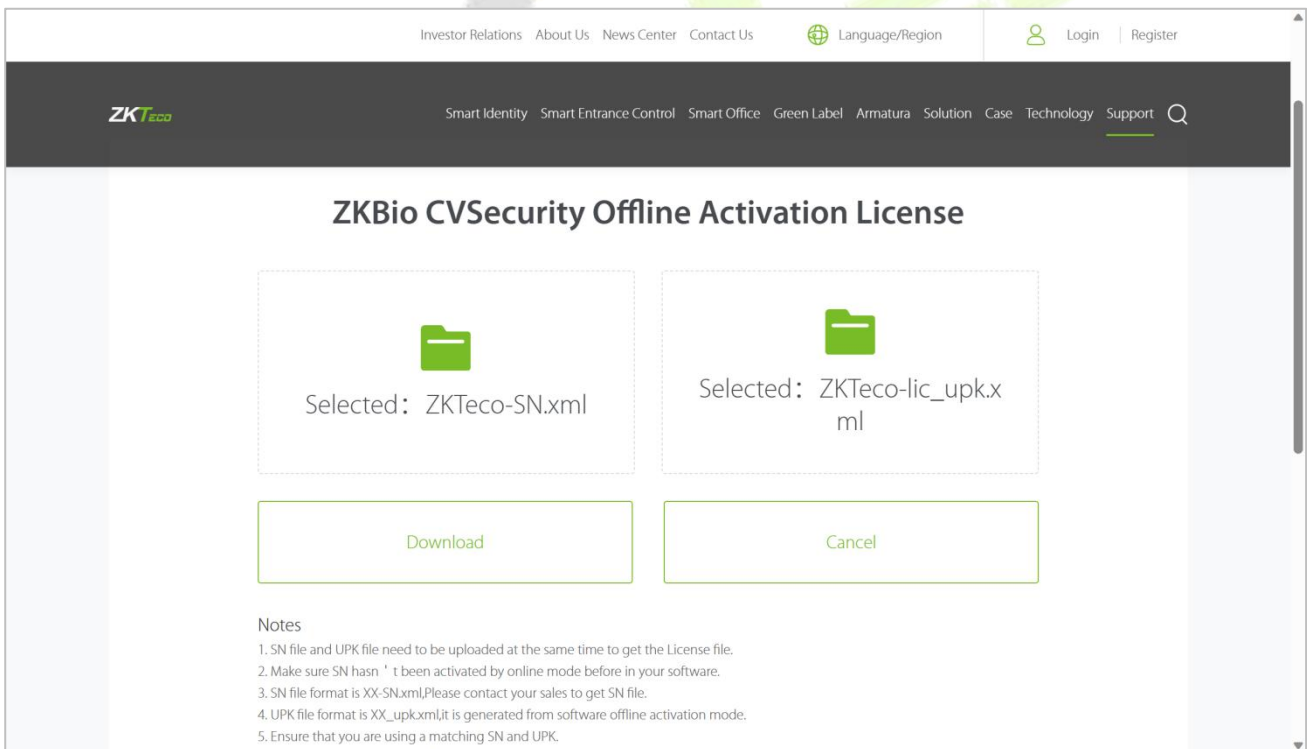 Investor Relations About Us News Center Contact Us Language/Region Login Register
ZKTECO Smart Identity Smart Entrance Control Smart Office Green Label Armatura Solution Case Technology Support
ZKBio CVSecurity Offline Activation License
Selected： ZKTeco-SN.xml
Selected： ZKTeco-lic_upk.x
ml
Download
Cancel
Notes
1. SN file and UPK file need to be uploaded at the same time to get the License file.
2. Make sure SN hasn ' t been activated by online mode before in your software.
3. SN file format is XX-SN.xml,Please contact your sales to get SN file.
4. UPK file format is XX_upk.xml,it is generated from software offline activation mode.
5. Ensure that you are using a matching SN and UPK.